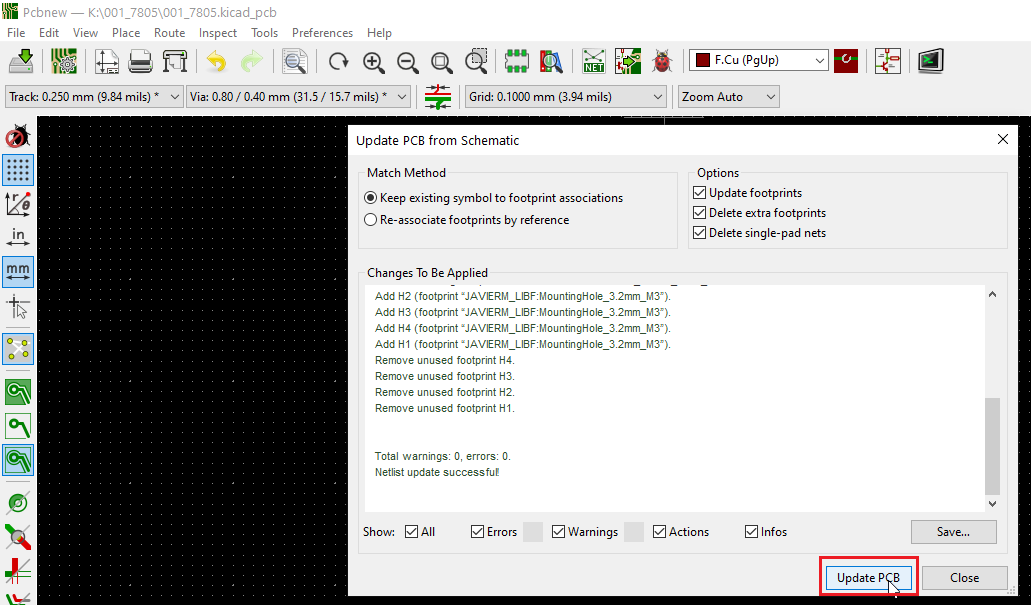 Pcbnew — K:\001_7805\001_7805.kicad_pcb
File Edit View Place Route Inspect Tools Preferences Help
NET
F.Cu (PgUp)
Track: 0.250 mm (9.84 mils) *
Via: 0.80 / 0.40 mm (31.5 / 15.7 mils) *
Grid: 0.1000 mm (3.94 mils)
Zoom Auto
Update PCB from Schematic
Match Method
Keep existing symbol to footprint associations
Re-associate footprints by reference
Options
Update footprints
Delete extra footprints
Delete single-pad nets
r θ
in
mm
Changes To Be Applied
Add H2 (footprint “JAVIERM_LIBF:MountingHole_3.2mm_M3”).
Add H3 (footprint “JAVIERM_LIBF:MountingHole_3.2mm_M3”).
Add H4 (footprint “JAVIERM_LIBF:MountingHole_3.2mm_M3”).
Add H1 (footprint “JAVIERM_LIBF:MountingHole_3.2mm_M3”).
Remove unused footprint H4.
Remove unused footprint H3.
Remove unused footprint H2.
Remove unused footprint H1.
Total warnings: 0, errors: 0.
Netlist update successful!
Show: All Errors Warnings Actions Infos Save...
Update PCB Close